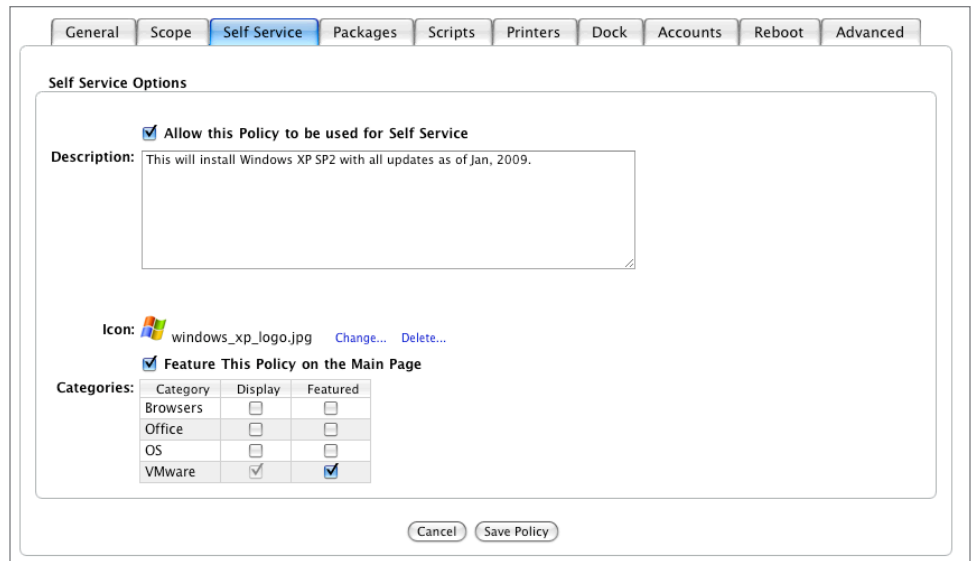 General Scope Self Service Packages Scripts Printers Dock Accounts Reboot Advanced
Self Service Options
Allow this Policy to be used for Self Service
Description: This will install Windows XP SP2 with all updates as of Jan, 2009.
Icon: windows_xp_logo.jpg Change... Delete...
Feature This Policy on the Main Page
Categories: Category Display Featured
Browsers
Office
OS
VMware
Cancel Save Policy